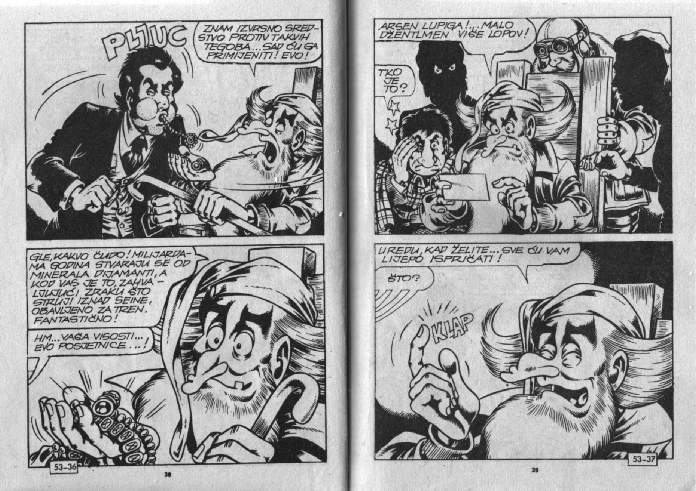 PLJUC
ZNAM IZVRSNO SRED-
STVO PROTIV TAKVIH
TEGOBA...SAD ĆU GA
PRIMIJENITI! EVO!
GLE, KAKVO ČUDO! MILIJARDA-
MA GODINA STVARAJU SE OD
MINERALA DIJAMANTI, A
KOD VAS JE TO, ZAHVA-
LJUJUĆI ZRAKU ŠTO
STRUJI IZNAD SEINE,
OBAVLJENO ZA TREN.
FANTASTIČNO!
HM...VAŠA VISOSTI...
EVO POSJETNICE...!
53-36
38
ARSEN LUPIGA!...MALO
DŽENTLMEN VIŠE LOPOV!
TKO
JE
TO?
U REDU, KAD ŽELITE...SVE ĆU VAM
LIJEPO ISPRIČATI!
ŠTO?
KLAP
53-37
39